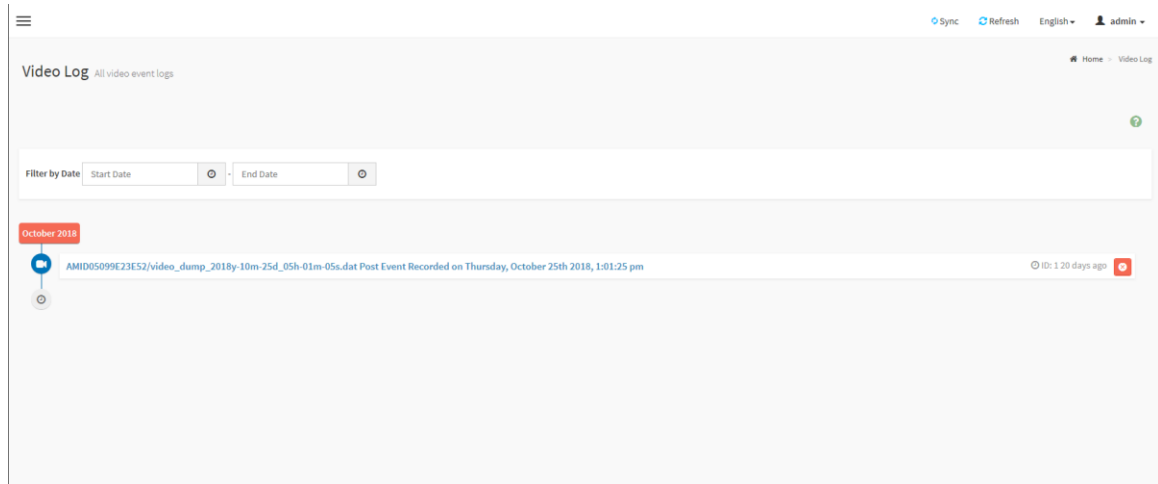 Sync Refresh English admin
Video Log All video event logs
Home > Video Log
Filter by Date Start Date - End Date
October 2018
AMID05099E23E52/video_dump_2018y-10m-25d_05h-01m-05s.dat Post Event Recorded on Thursday, October 25th 2018, 1:01:25 pm ID: 1 20 days ago